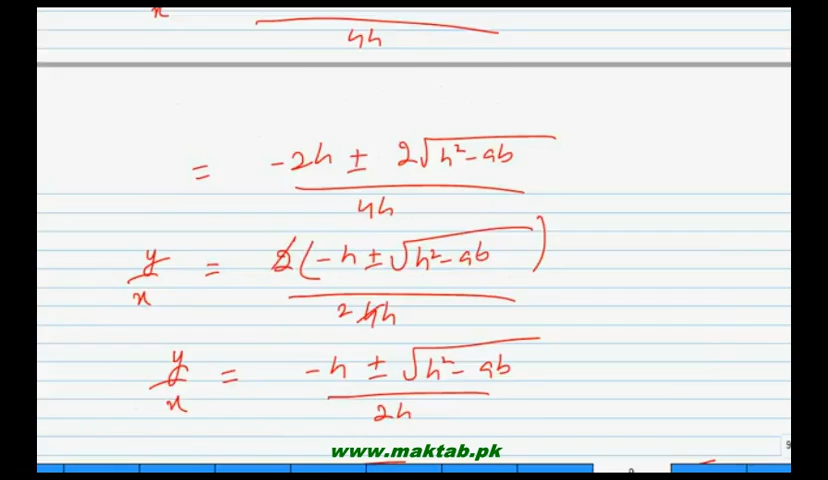 x
4h
= -2h ± 2√(h² - ab) / 4h
y/x = 2(-h ± √(h² - ab)) / 2 4h
y/x = -h ± √(h² - ab) / 2h
www.maktab.pk